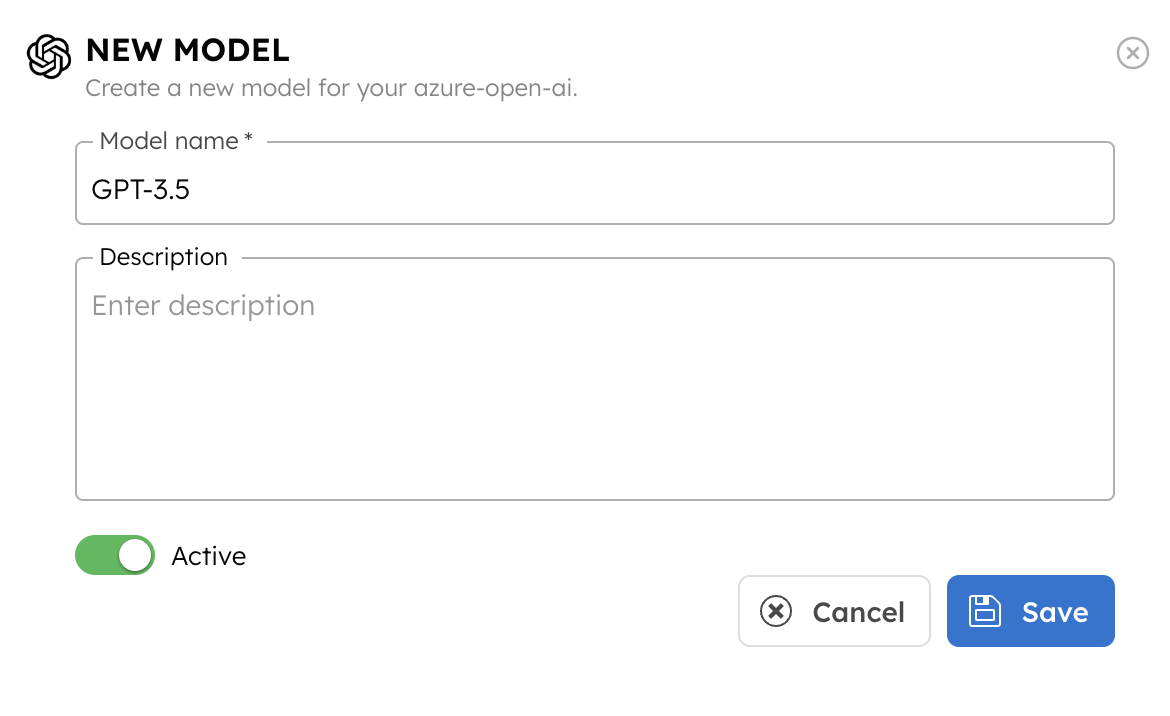 NEW MODEL
Create a new model for your azure-open-ai.
Model name *
GPT-3.5
Description
Enter description
Active
Cancel
Save